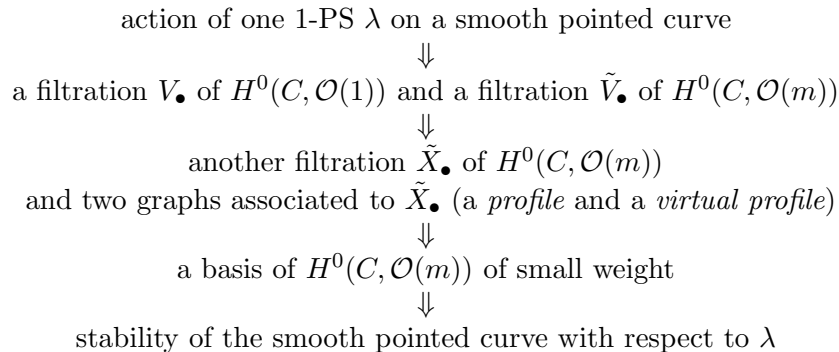 action of one 1-PS λ on a smooth pointed curve
⇓
a filtration V• of H⁰(C, O(1)) and a filtration Ṽ• of H⁰(C, O(m))
⇓
another filtration X̃• of H⁰(C, O(m))
and two graphs associated to X̃• (a profile and a virtual profile)
⇓
a basis of H⁰(C, O(m)) of small weight
⇓
stability of the smooth pointed curve with respect to λ